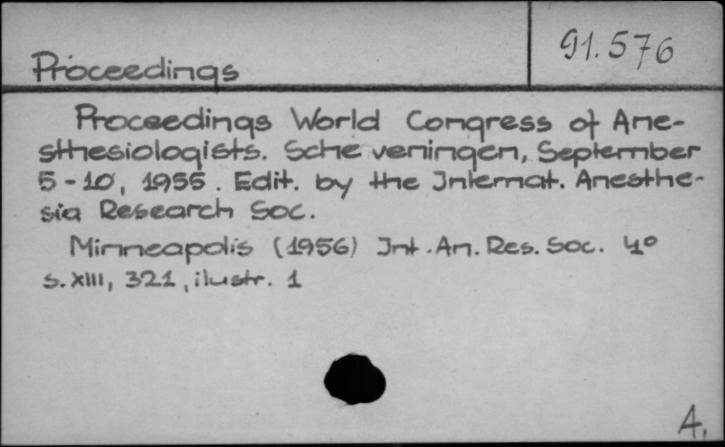 Proceedings
91.576
Proceedings World Congress of Ane-
sthesiologists. Scheveningen, September
5-10, 1955. Edit. by the Internat. Anesthe-
sia Research Soc.
Minneapolis (1956) Int. An. Res. Soc. 4°
s. XIII, 321, ilustr. 1
A.